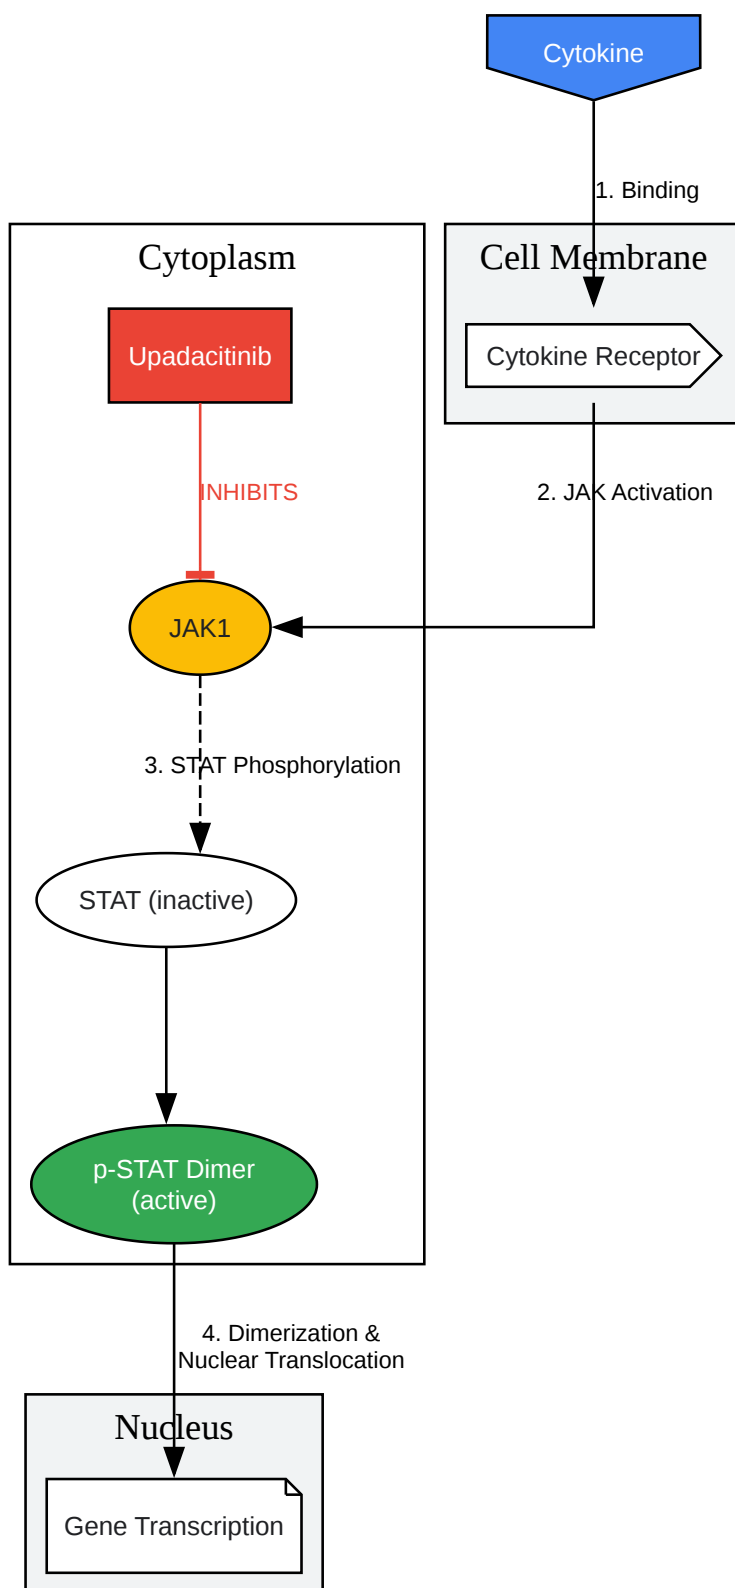 Cytokine
1. Binding
Cytoplasm
Cell Membrane
Upadacitinib
Cytokine Receptor
INHIBITS
2. JAK Activation
JAK1
3. STAT Phosphorylation
STAT (inactive)
p-STAT Dimer
(active)
4. Dimerization &
Nuclear Translocation
Nucleus
Gene Transcription